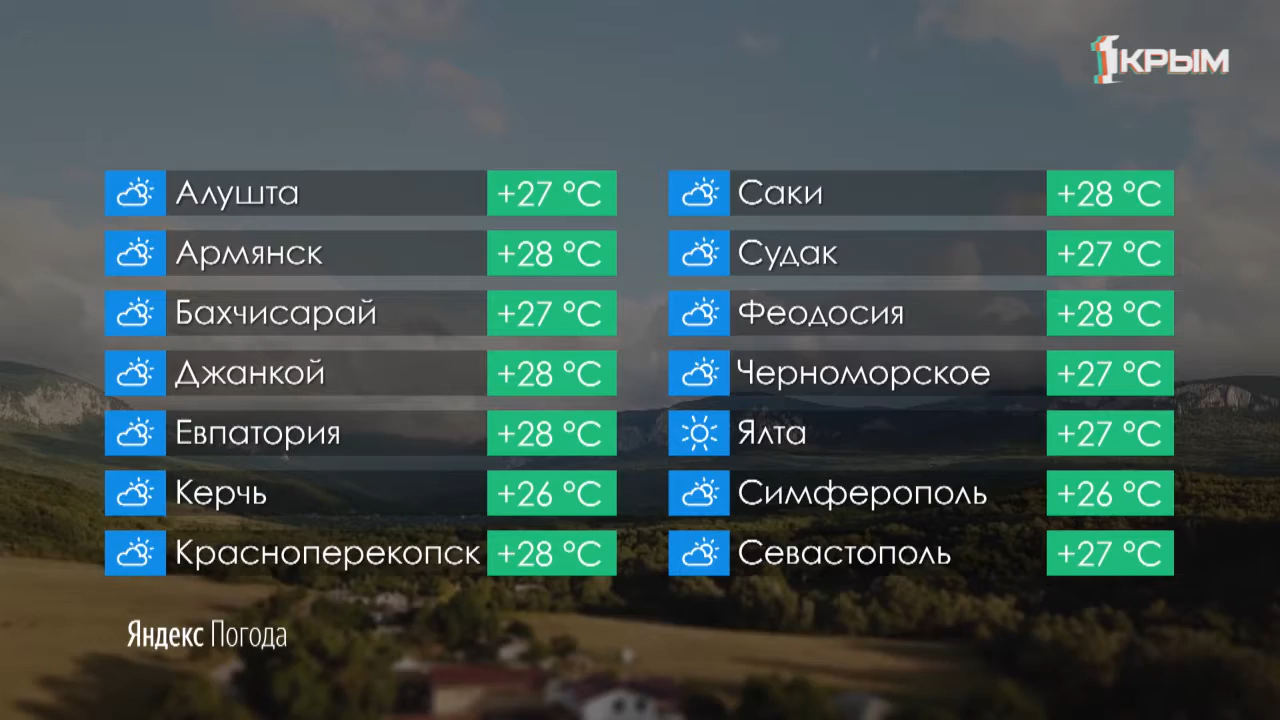 1КРЫМ
Алушта +27 °C
Армянск +28 °C
Бахчисарай +27 °C
Джанкой +28 °C
Евпатория +28 °C
Керчь +26 °C
Красноперекопск +28 °C
Саки +28 °C
Судак +27 °C
Феодосия +28 °C
Черноморское +27 °C
Ялта +27 °C
Симферополь +26 °C
Севастополь +27 °C
Яндекс Погода